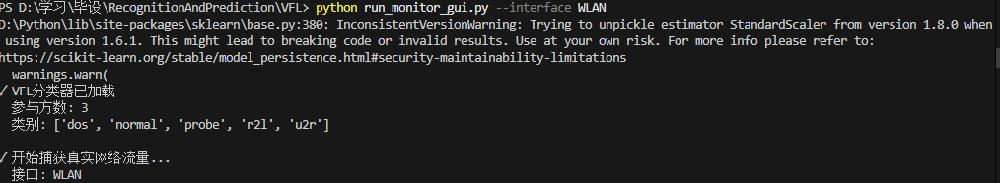 PS D:\学习\毕设\RecognitionAndPrediction\VFL> python run_monitor_gui.py --interface WLAN
D:\Python\lib\site-packages\sklearn\base.py:380: InconsistentVersionWarning: Trying to unpickle estimator StandardScaler from version 1.8.0 when
using version 1.6.1. This might lead to breaking code or invalid results. Use at your own risk. For more info please refer to:
https://scikit-learn.org/stable/model_persistence.html#security-maintainability-limitations
warnings.warn(
✓ VFL分类器已加载
参与方数: 3
类别: ['dos', 'normal', 'probe', 'r2l', 'u2r']
✓ 开始捕获真实网络流量...
接口: WLAN